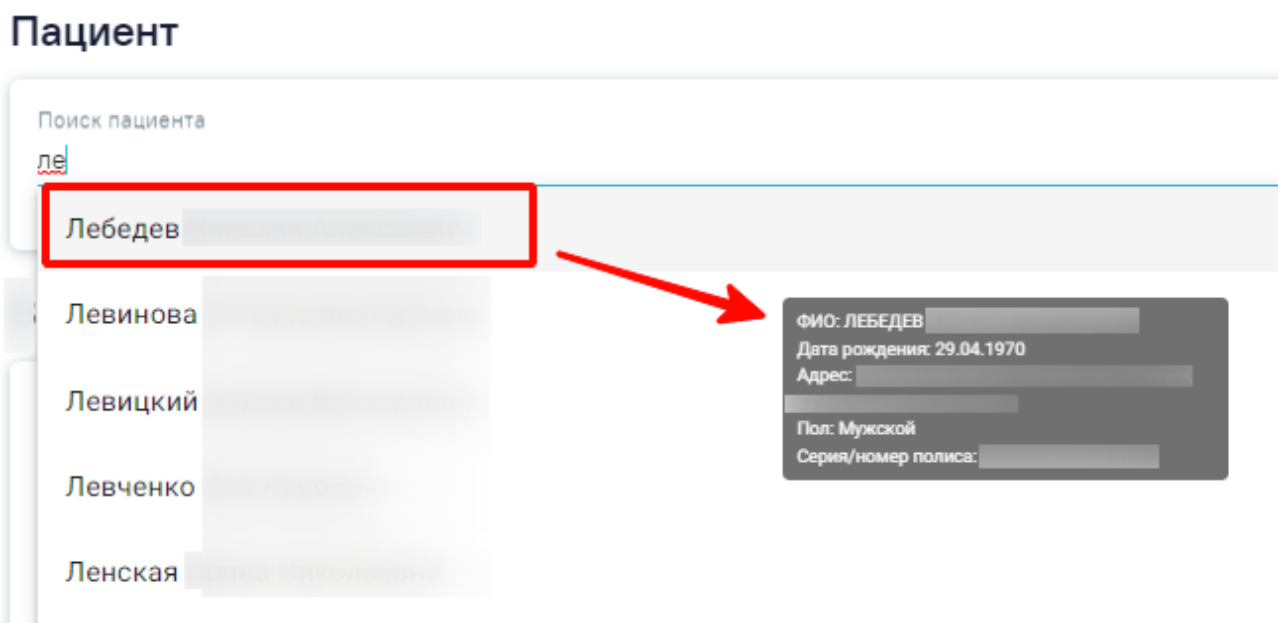 Пациент
Поиск пациента
ле
Лебедев
Левинова
Левицкий
Левченко
Ленская
ФИО: ЛЕБЕДЕВ
Дата рождения: 29.04.1970
Адрес:
Пол: Мужской
Серия/номер полиса: